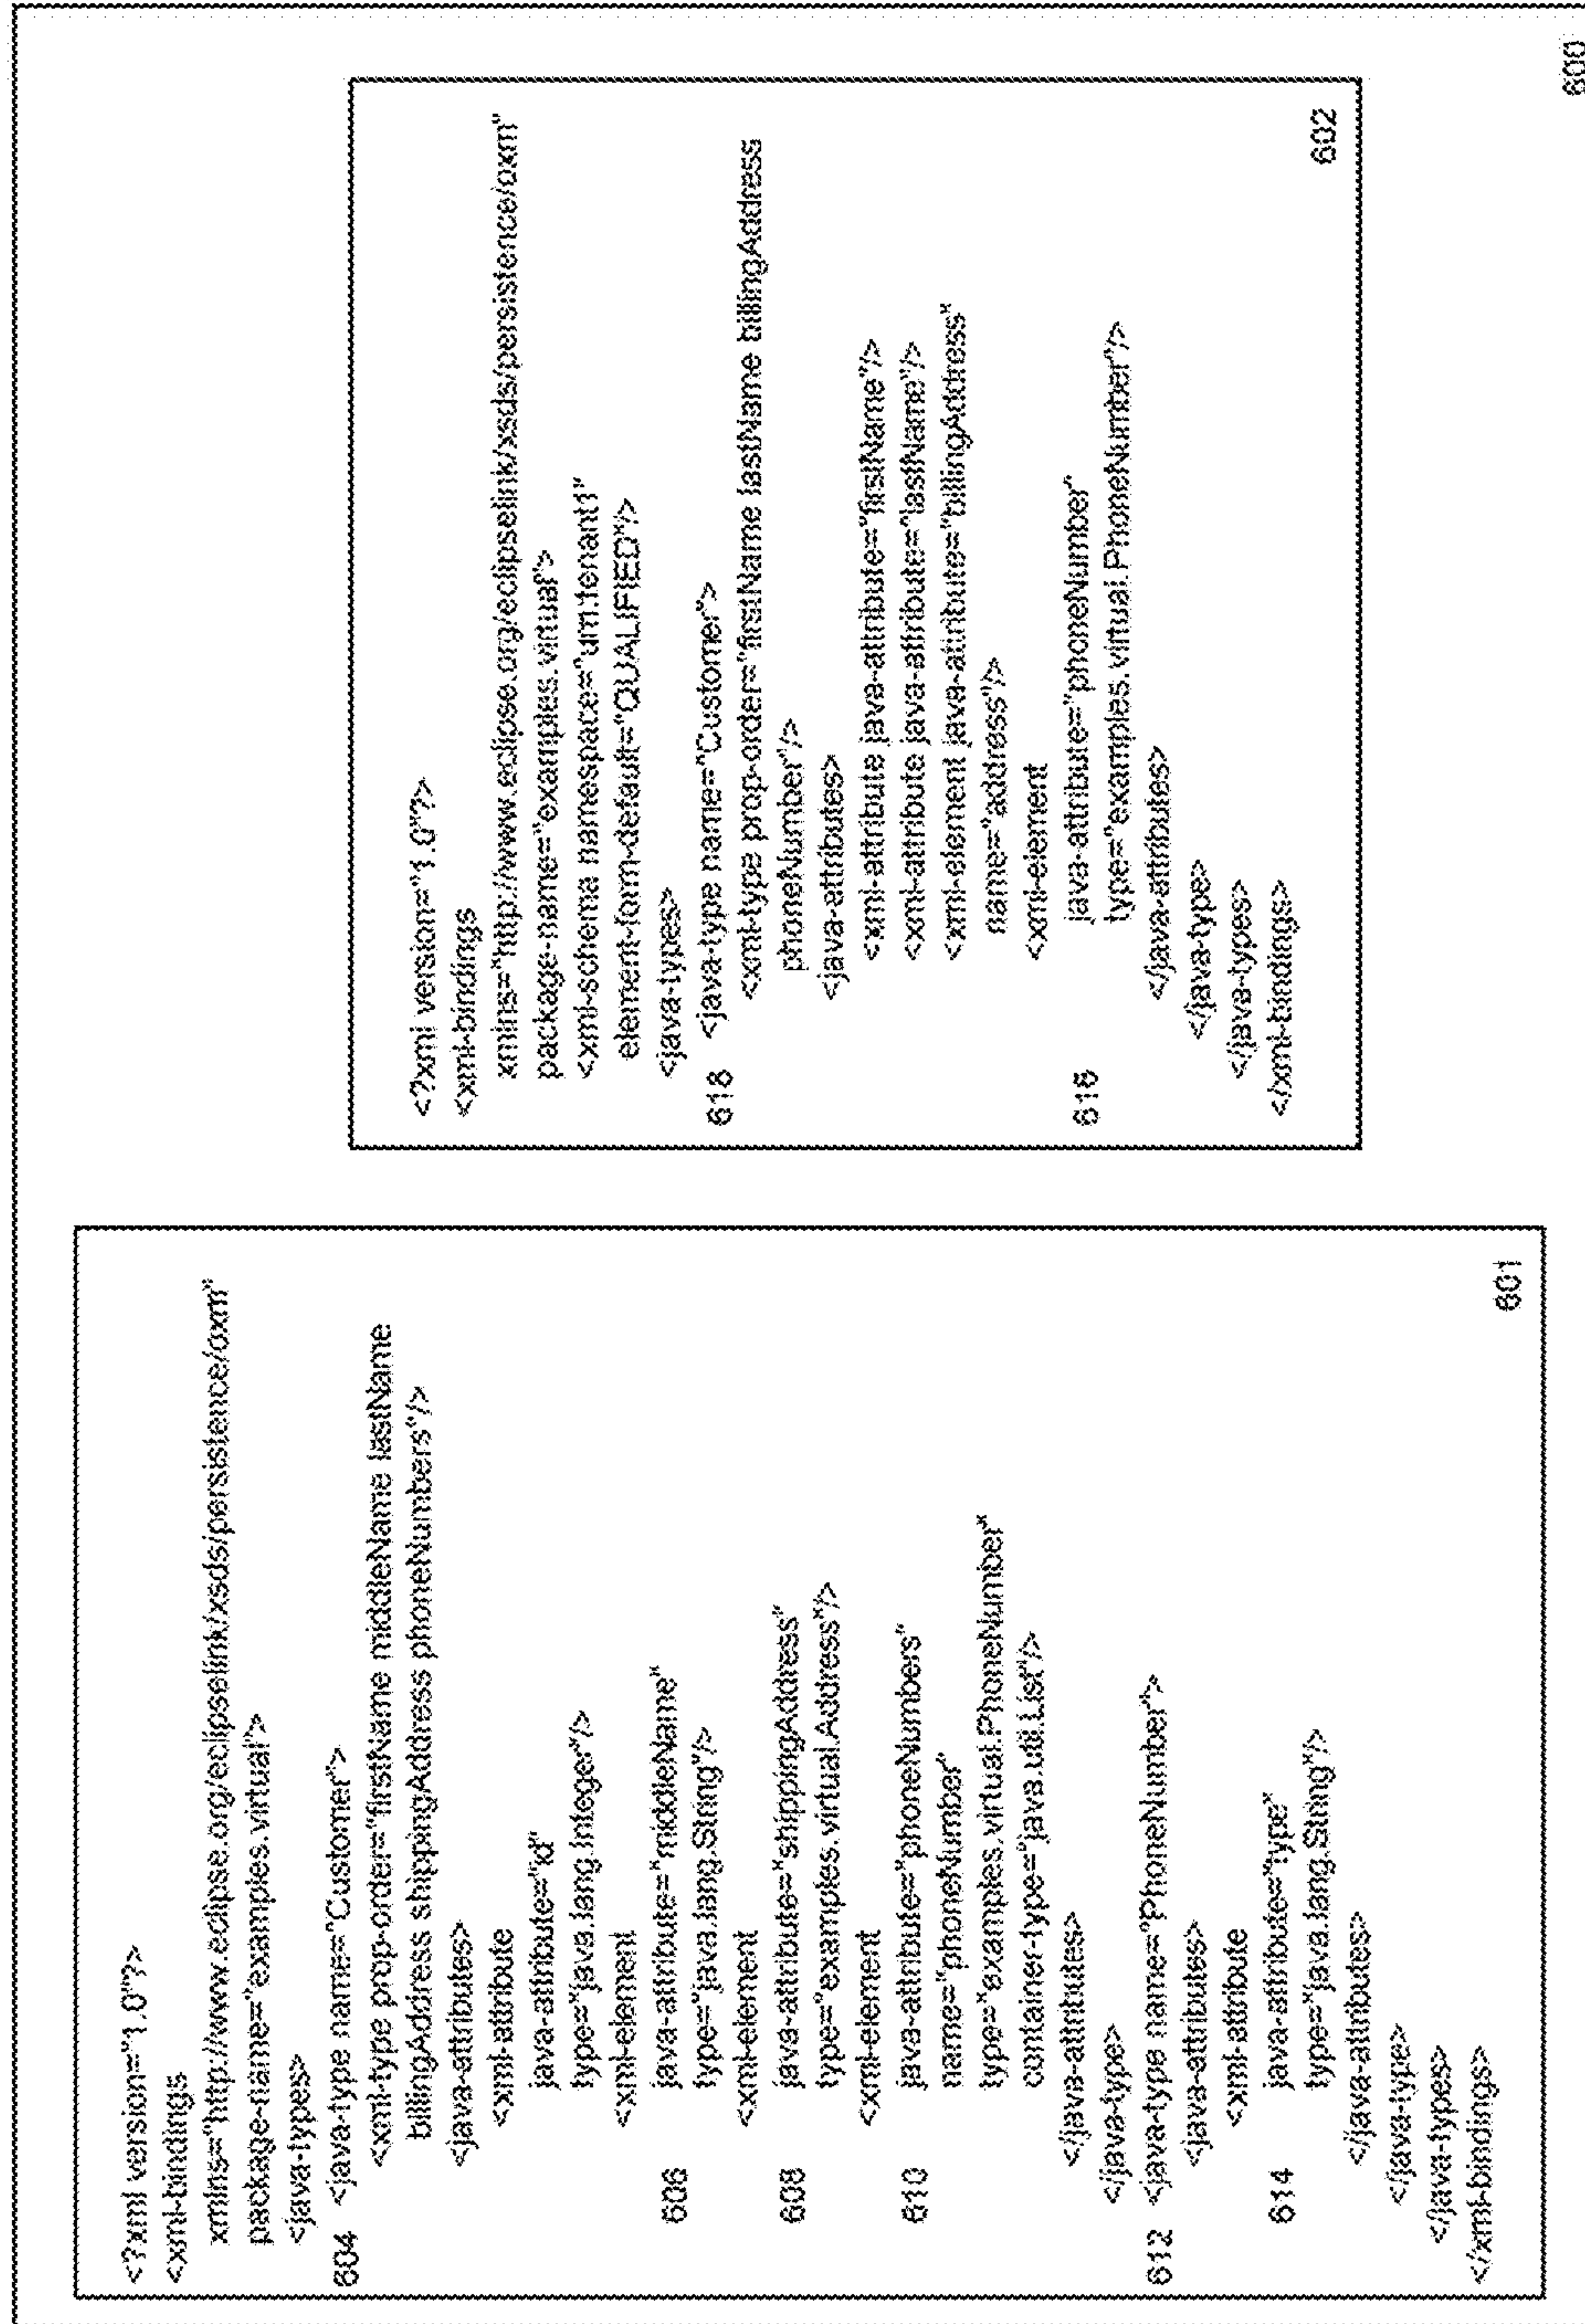 <?xml version="1.0"?>
<xml-bindings
xmlns="http://www.eclipse.org/eclipselink/xsds/persistence/oxm"
package-name="examples.virtual">
<java-types>
604 <java-type name="Customer">
<xml-type prop-order="firstName middleName lastName
billingAddress shippingAddress phoneNumbers"/>
<java-attributes>
<xml-attribute
java-attribute="id"
type="java.lang.Integer"/>
<xml-element
606 java-attribute="middleName"
type="java.lang.String"/>
<xml-element
608 java-attribute="shippingAddress"
type="examples.virtual.Address"/>
<xml-element
610 java-attribute="phoneNumbers"
name="phoneNumber"
type="examples.virtual.PhoneNumber"
container-type="java.util.List"/>
</java-attributes>
</java-type>
612 <java-type name="PhoneNumber">
<java-attributes>
<xml-attribute
614 java-attribute="type"
type="java.lang.String"/>
</java-attributes>
</java-type>
</java-types>
</xml-bindings>
601
<?xml version="1.0"?>
<xml-bindings
xmlns="http://www.eclipse.org/eclipselink/xsds/persistence/oxm"
package-name="examples.virtual">
<xml-schema namespace="urn:tenant1"
element-form-default="QUALIFIED"/>
<java-types>
618 <java-type name="Customer">
<xml-type prop-order="firstName lastName billingAddress
phoneNumber"/>
<java-attributes>
<xml-attribute java-attribute="firstName"/>
<xml-attribute java-attribute="lastName"/>
<xml-element java-attribute="billingAddress"
name="address"/>
<xml-element
616 java-attribute="phoneNumber"
type="examples.virtual.PhoneNumber"/>
</java-attributes>
</java-type>
</java-types>
</xml-bindings>
602
600